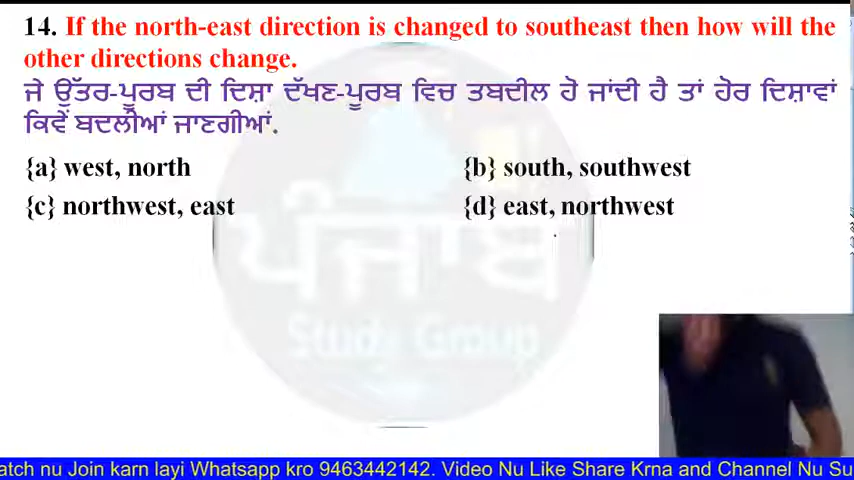 14. If the north-east direction is changed to southeast then how will the
other directions change.
ਜੇ ਉੱਤਰ-ਪੂਰਬ ਦੀ ਦਿਸ਼ਾ ਦੱਖਣ-ਪੂਰਬ ਵਿਚ ਤਬਦੀਲ ਹੋ ਜਾਂਦੀ ਹੈ ਤਾਂ ਹੋਰ ਦਿਸ਼ਾਵਾਂ
ਕਿਵੇਂ ਬਦਲੀਆਂ ਜਾਣਗੀਆਂ.
{a} west, north {b} south, southwest
{c} northwest, east {d} east, northwest
ਪੰਜਾਬ
Study Group
atch nu Join karn layi Whatsapp kro 9463442142. Video Nu Like Share Krna and Channel Nu Su